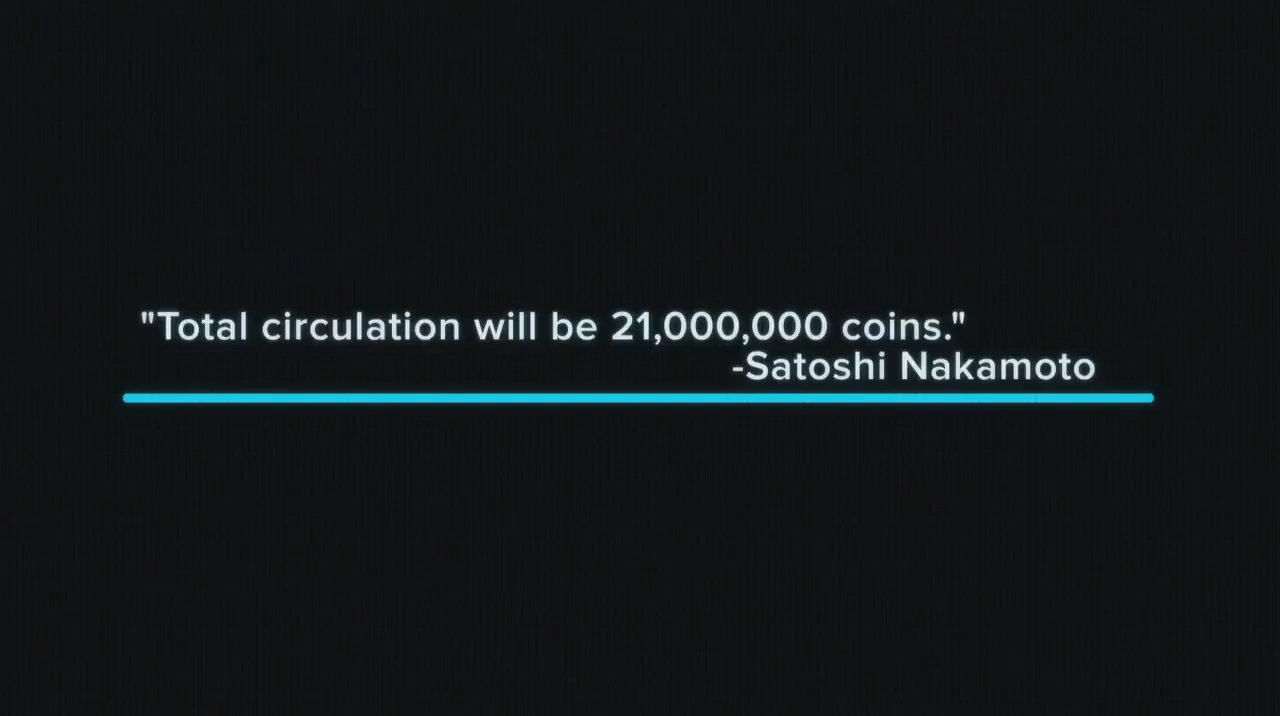 "Total circulation will be 21,000,000 coins."
-Satoshi Nakamoto